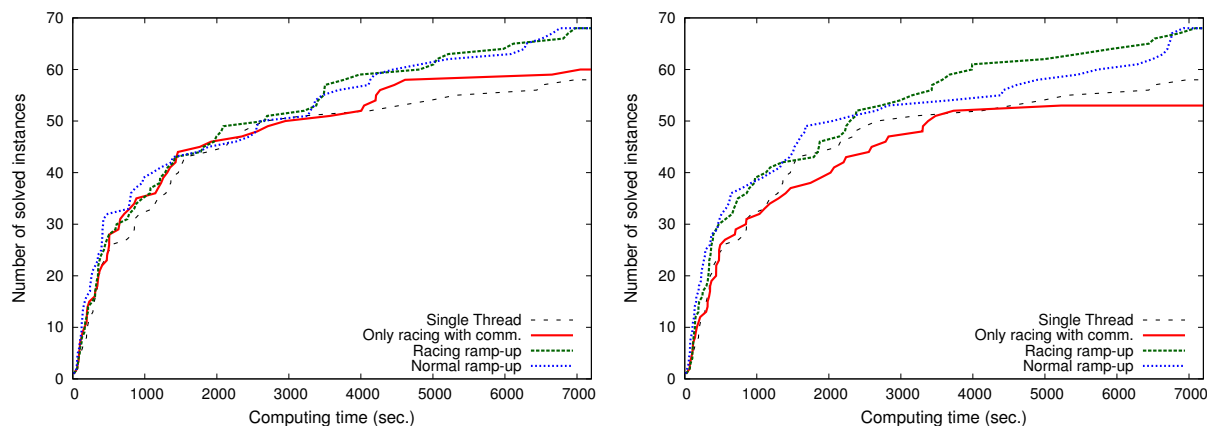 Number of solved instances
70
60
50
40
30
20
10
0
Single Thread
Only racing with comm.
Racing ramp-up
Normal ramp-up
0 1000 2000 3000 4000 5000 6000 7000
Computing time (sec.)
Number of solved instances
70
60
50
40
30
20
10
0
Single Thread
Only racing with comm.
Racing ramp-up
Normal ramp-up
0 1000 2000 3000 4000 5000 6000 7000
Computing time (sec.)